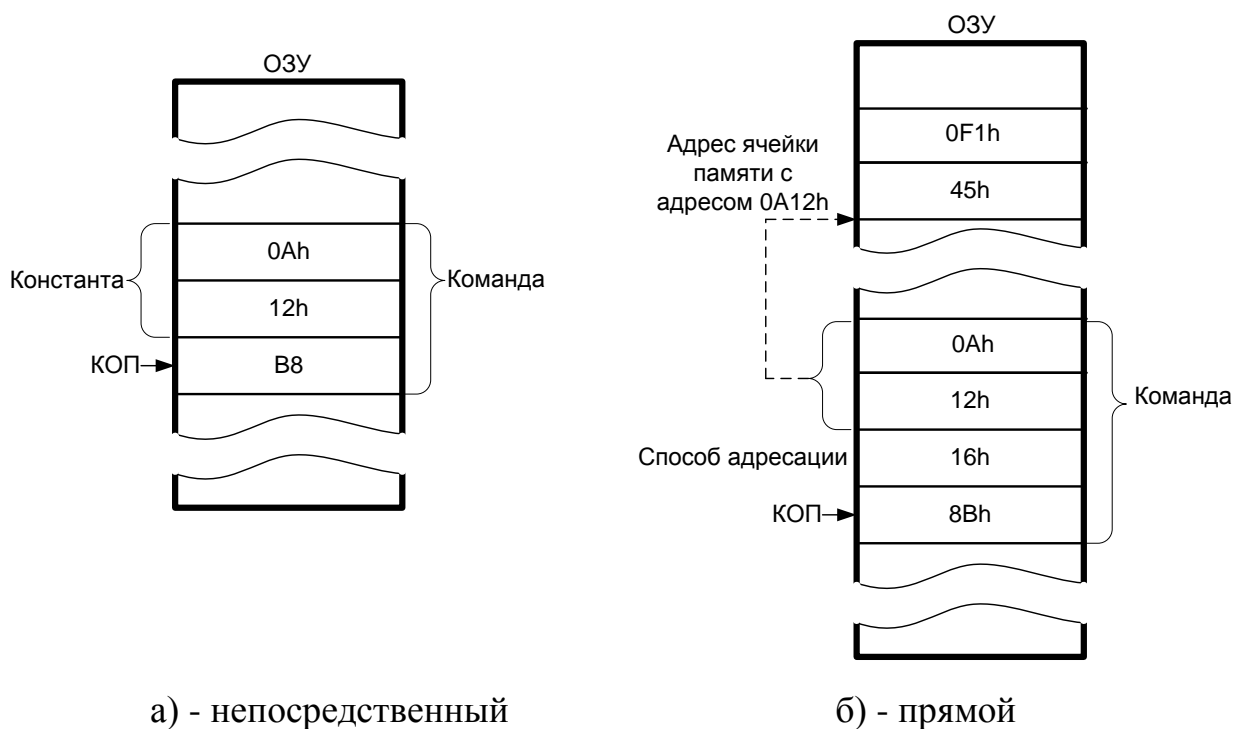 ОЗУ
0Ah
12h
B8
Константа
КОП
Команда
ОЗУ
0F1h
45h
Адрес ячейки
памяти с
адресом 0A12h
0Ah
12h
16h
8Bh
Способ адресации
КОП
Команда
а) - непосредственный
б) - прямой